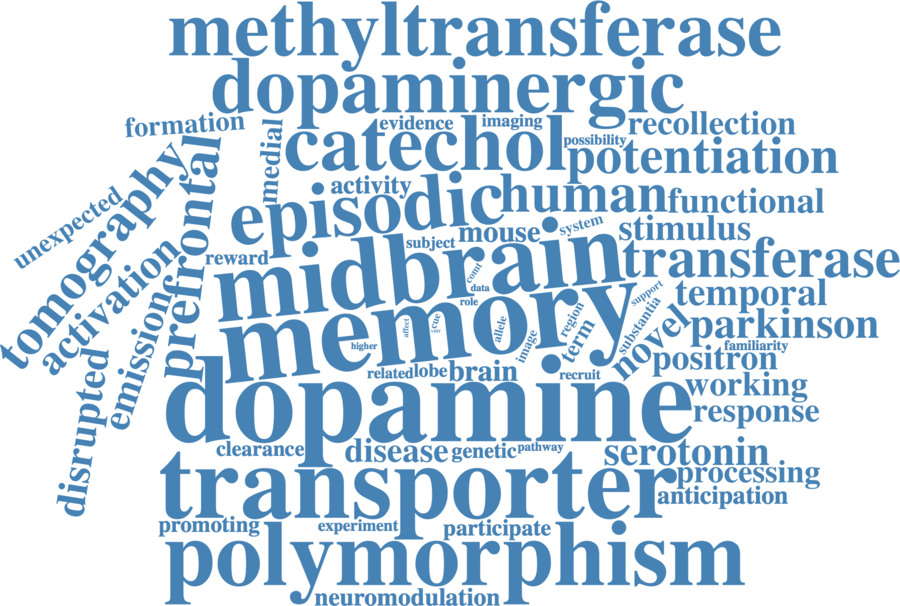 methyltransferase
dopaminergic
formation
medial
evidence
imaging
recollection
catechol
possibility
potentiation
unexpected
tomography
prefrontal
activity
episodic
human
functional
reward
subject
mouse
system
stimulus
activation
midbrain
comt
data
role
transferase
support
temporal
memory
higher
affect
cue
vntr
allele
image
region
term
substantia
novel
parkinson
familiarity
disrupted
emission
related
lobe
brain
recruit
positron
working
dopamine
response
clearance
disease
genetic
pathway
serotonin
transporter
processing
anticipation
promoting
experiment
participate
polymorphism
neuromodulation